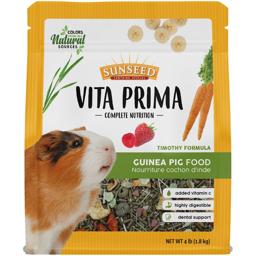 COLORS
FROM ALL
Natural
SOURCES
SUNSEED
VITA PRIMA
COMPLETE NUTRITION
TIMOTHY FORMULA
GUINEA PIG FOOD
Nourriture cochon d'inde
added vitamin c
highly digestible
dental support
NET WT 4 lb (1.8 kg)